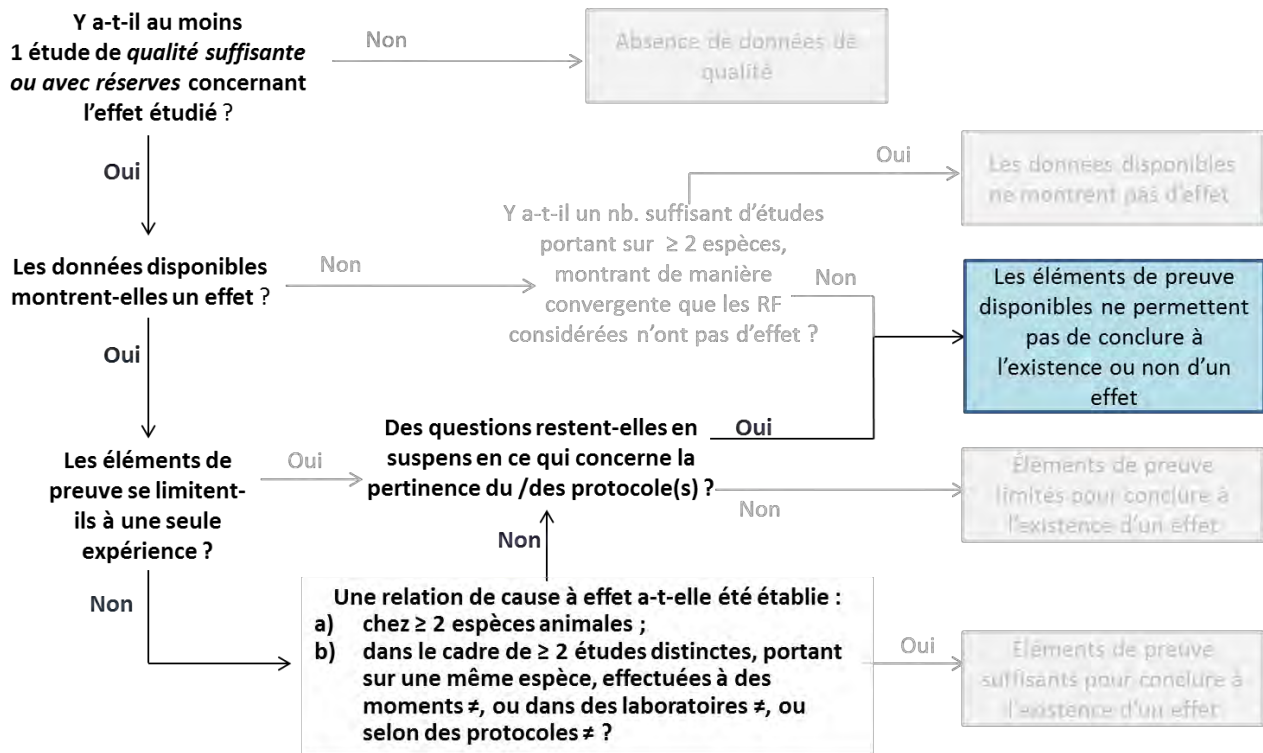 Y a-t-il au moins
1 étude de qualité suffisante
ou avec réserves concernant
l'effet étudié ?
Non
Absence de données de
qualité
Oui
Oui
Les données disponibles
ne montrent pas d'effet
Y a-t-il un nb. suffisant d'études
portant sur ≥ 2 espèces,
montrant de manière
convergente que les RF
considérées n'ont pas d'effet ?
Les données disponibles
montrent-elles un effet ?
Non
Non
Les éléments de preuve
disponibles ne permettent
pas de conclure à
l'existence ou non d'un
effet
Oui
Des questions restent-elles en
suspens en ce qui concerne la
pertinence du /des protocole(s) ?
Oui
Les éléments de
preuve se limitent-
ils à une seule
expérience ?
Oui
Non
Éléments de preuve
limités pour conclure à
l'existence d'un effet
Non
Non
Une relation de cause à effet a-t-elle été établie :
a) chez ≥ 2 espèces animales ;
b) dans le cadre de ≥ 2 études distinctes, portant
sur une même espèce, effectuées à des
moments ≠, ou dans des laboratoires ≠, ou
selon des protocoles ≠ ?
Oui
Eléments de preuve
suffisants pour conclure à
l'existence d'un effet